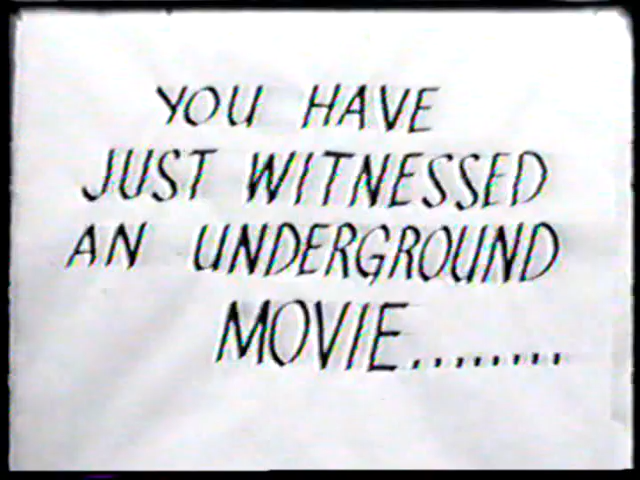 YOU HAVE
JUST WITNESSED
AN UNDERGROUND
MOVIE.........